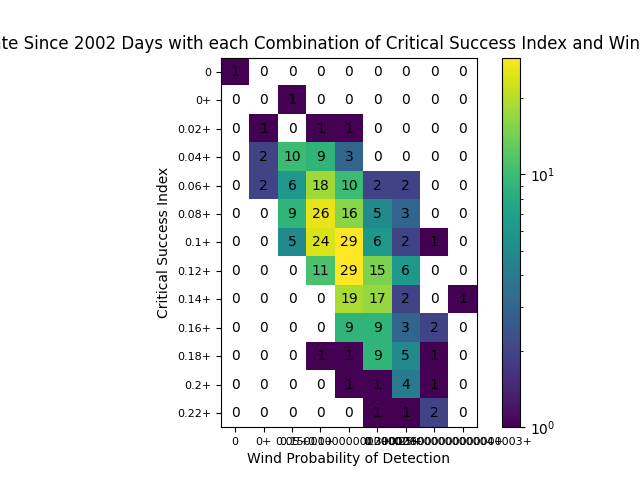 te Since 2002 Days with each Combination of Critical Success Index and Win
0 1 0 0 0 0 0 0 0 0
0+ 0 0 1 0 0 0 0 0 0
0.02+ 0 1 0 1 1 0 0 0 0
0.04+ 0 2 10 9 3 0 0 0 0
0.06+ 0 2 6 18 10 2 2 0 0
0.08+ 0 0 9 26 16 5 3 0 0
0.1+ 0 0 5 24 29 6 2 1 0
0.12+ 0 0 0 11 29 15 6 0 0
0.14+ 0 0 0 0 19 17 2 0 1
0.16+ 0 0 0 0 9 9 3 2 0
0.18+ 0 0 0 1 1 9 5 1 0
0.2+ 0 0 0 0 1 1 4 1 0
0.22+ 0 0 0 0 0 1 1 2 0
0 0+
Wind Probability of Detection
Critical Success Index
10¹
10⁰